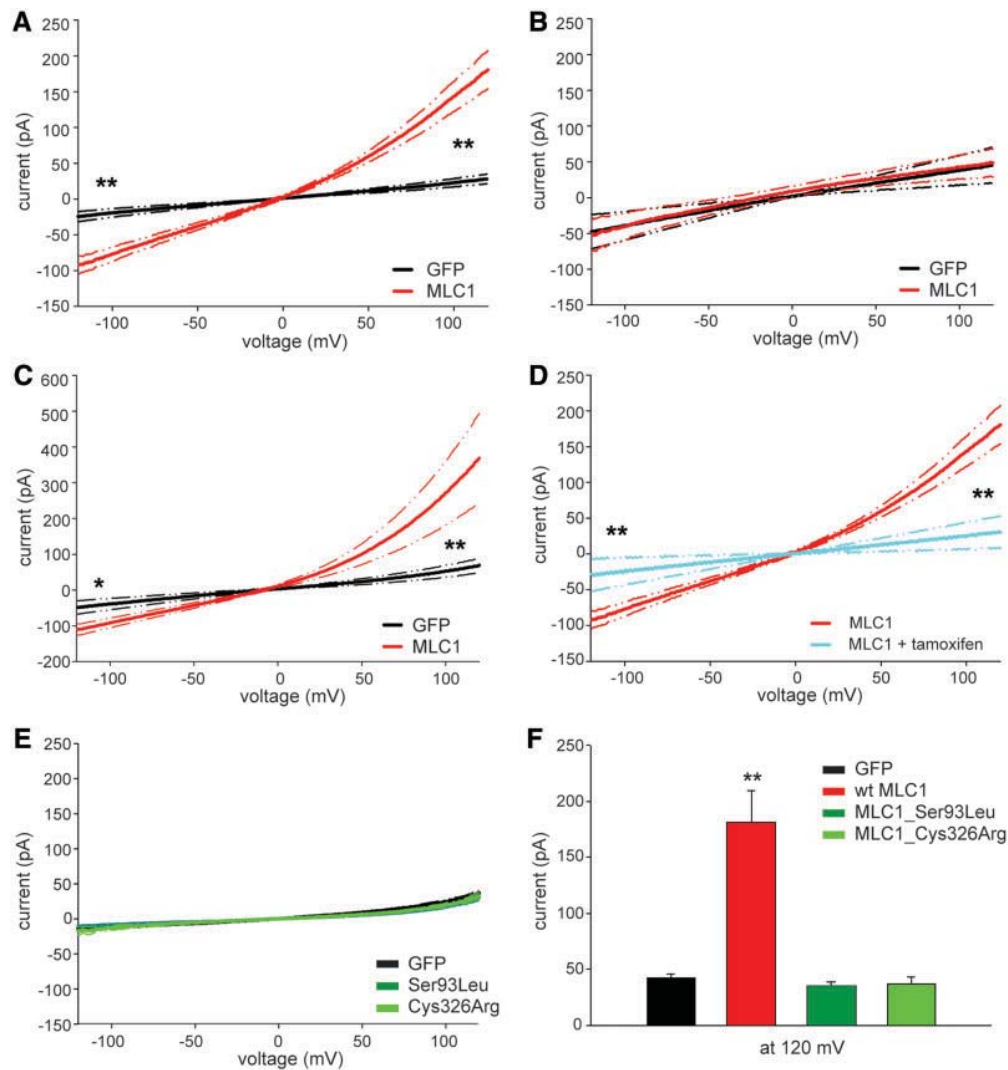 A
250
200
150
100
50
0
-50
-100
-150
current (pA)
**
**
GFP
MLC1
-100 -50 0 50 100
voltage (mV)
B
250
200
150
100
50
0
-50
-100
-150
current (pA)
GFP
MLC1
-100 -50 0 50 100
voltage (mV)
C
600
500
400
300
200
100
0
-100
-200
current (pA)
*
**
GFP
MLC1
-100 -50 0 50 100
voltage (mV)
D
250
200
150
100
50
0
-50
-100
-150
current (pA)
**
**
MLC1
MLC1 + tamoxifen
-100 -50 0 50 100
voltage (mV)
E
250
200
150
100
50
0
-50
-100
-150
current (pA)
GFP
Ser93Leu
Cys326Arg
-100 -50 0 50 100
voltage (mV)
F
250
200
150
100
50
0
current (pA)
**
GFP
wt MLC1
MLC1_Ser93Leu
MLC1_Cys326Arg
at 120 mV